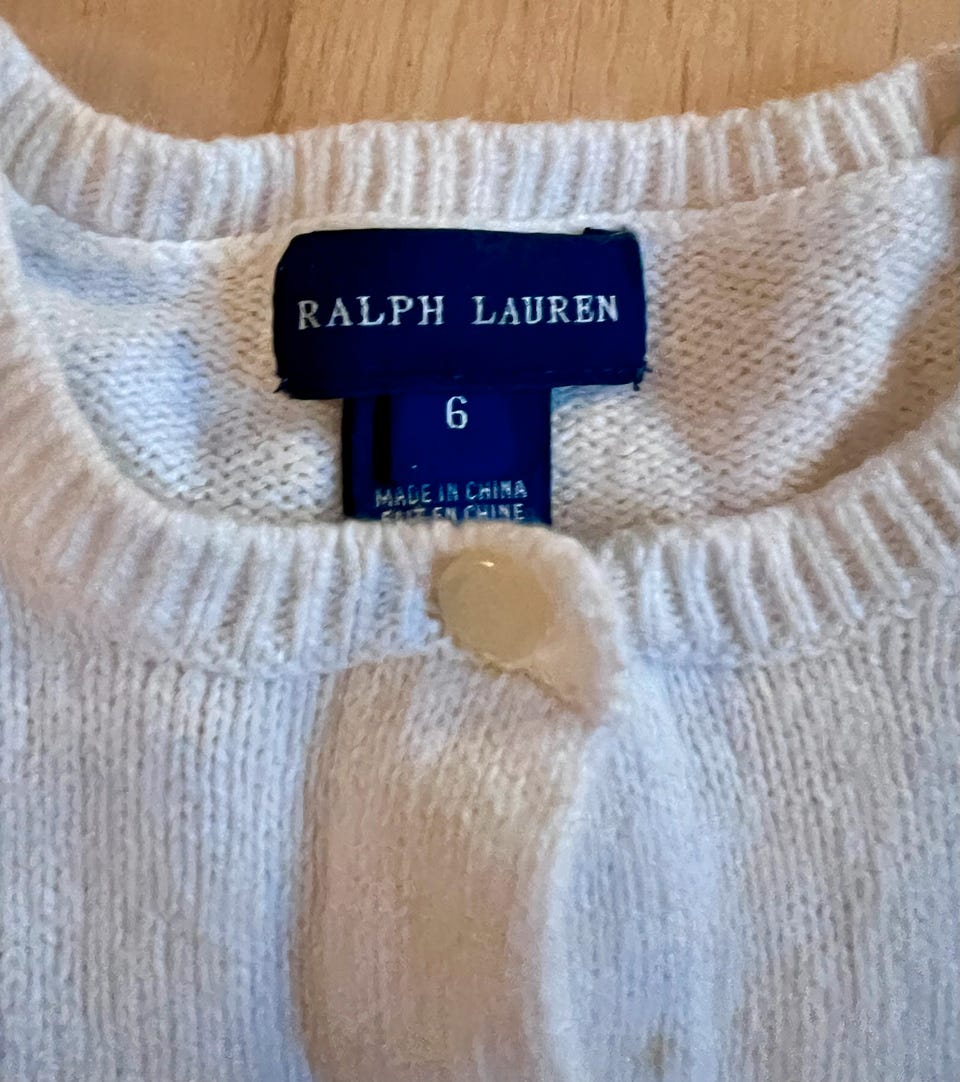 RALPH LAUREN
6
MADE IN CHINA
FAIT EN CHINE